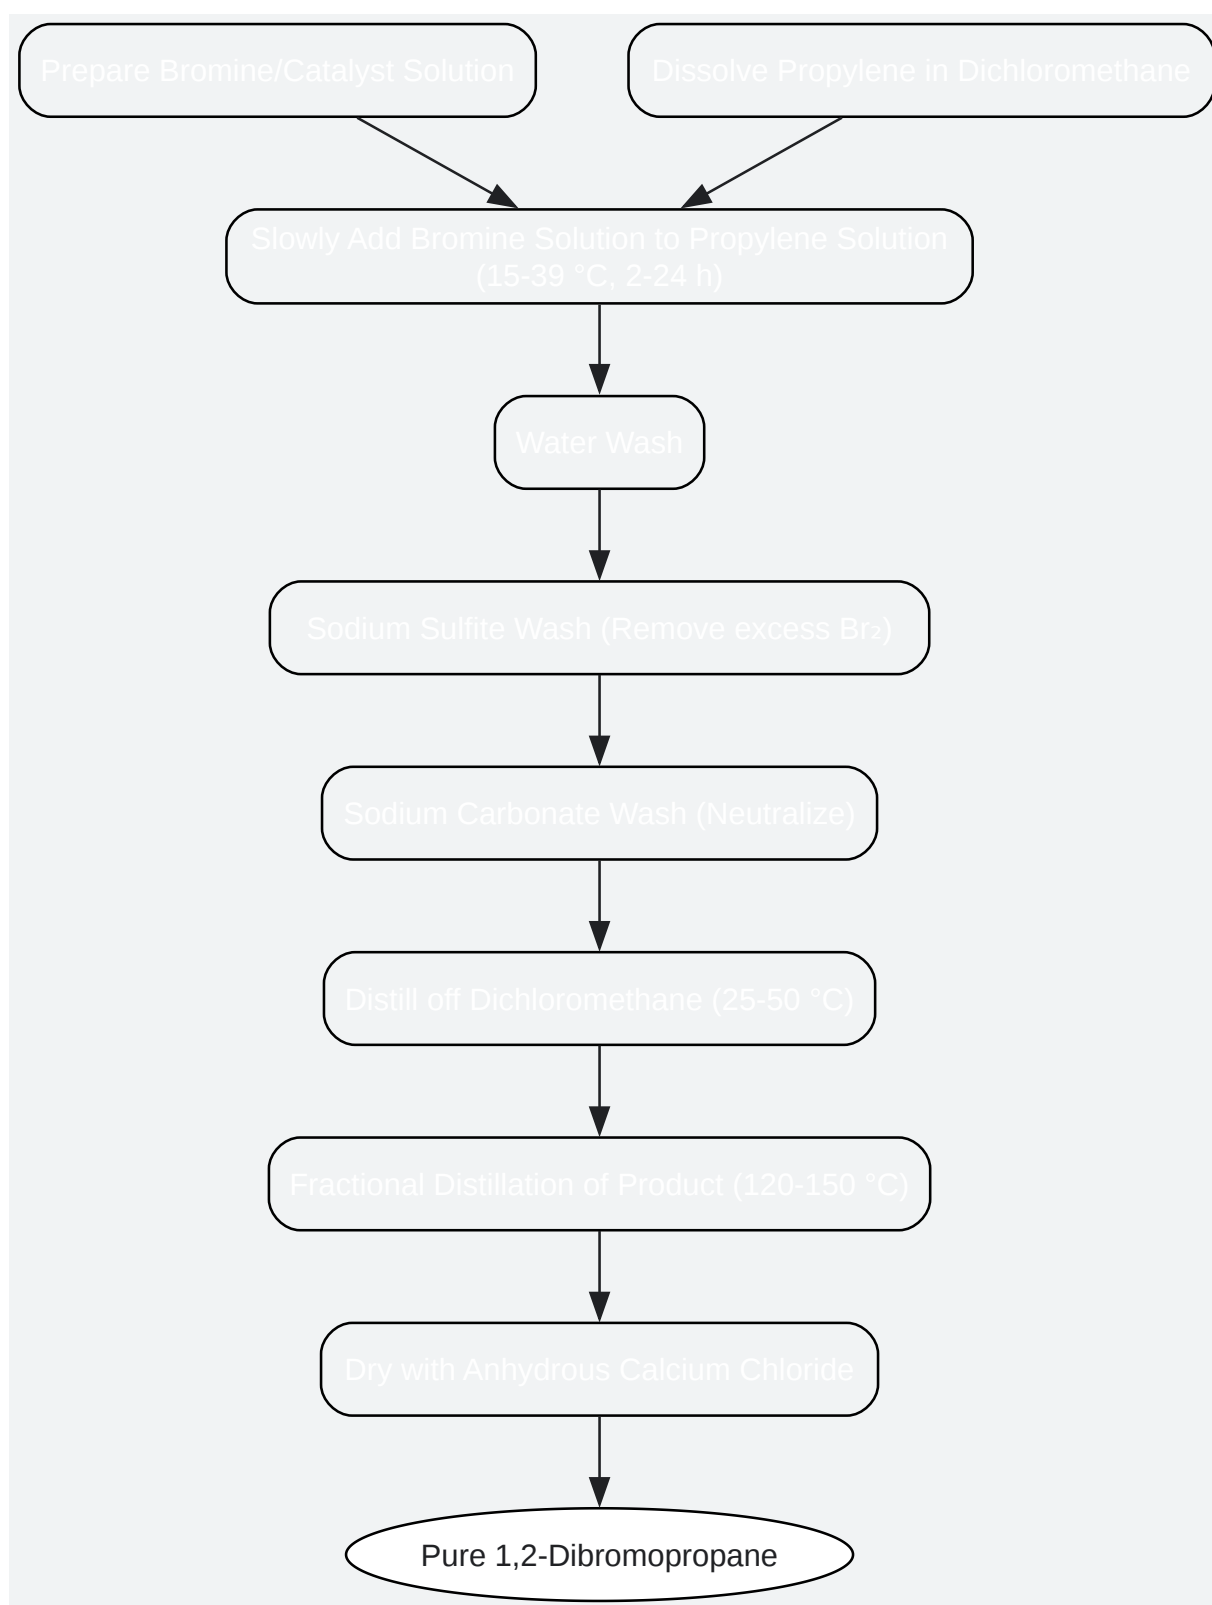 Prepare Bromine/Catalyst Solution
Dissolve Propylene in Dichloromethane
Slowly Add Bromine Solution to Propylene Solution
(15-39 °C, 2-24 h)
Water Wash
Sodium Sulfite Wash (Remove excess Br₂)
Sodium Carbonate Wash (Neutralize)
Distill off Dichloromethane (25-50 °C)
Fractional Distillation of Product (120-150 °C)
Dry with Anhydrous Calcium Chloride
Pure 1,2-Dibromopropane